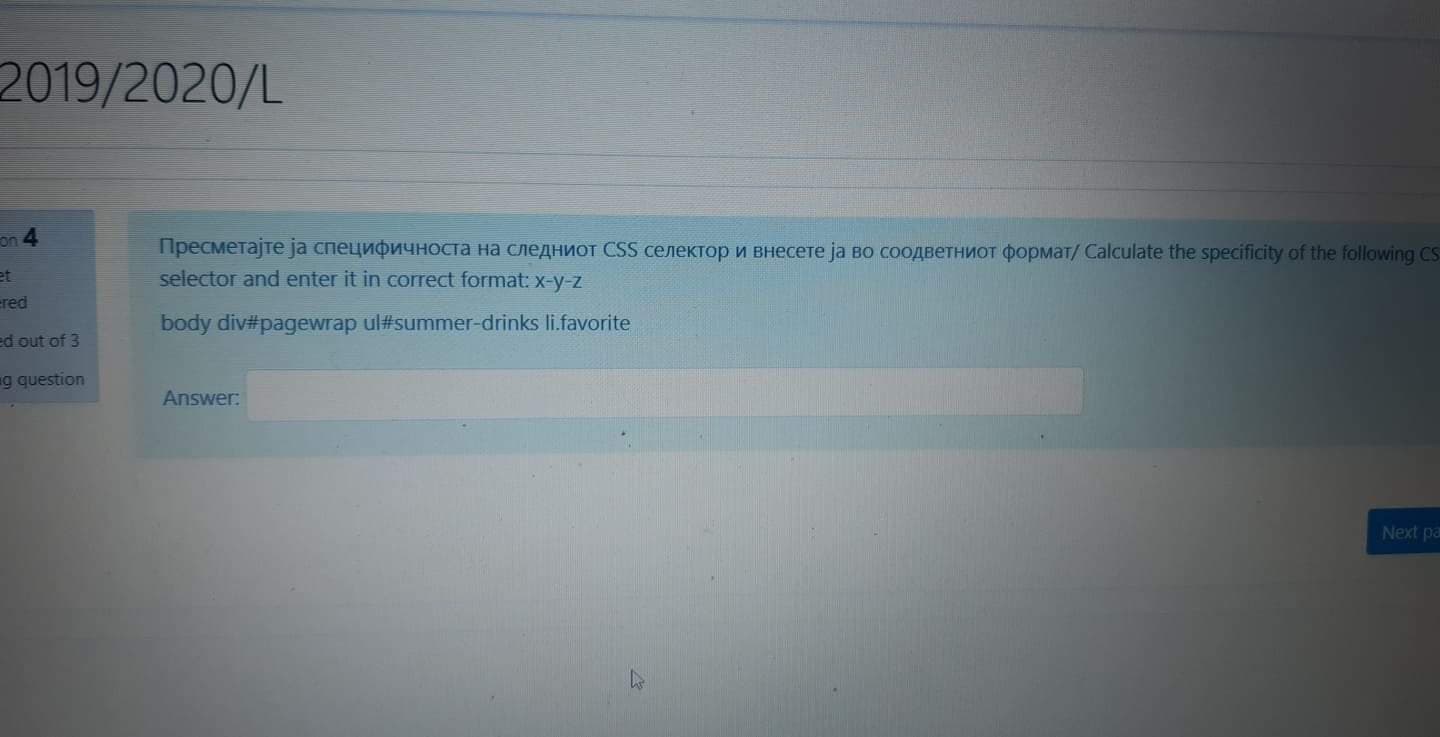 2019/2020/L
on 4
et
ered
ed out of 3
ng question
Пресметајте ја специфичноста на следниот CSS селектор и внесете ја во соодветниот формат/ Calculate the specificity of the following CS
selector and enter it in correct format: x-y-z
body div#pagewrap ul#summer-drinks li.favorite
Answer:
Next pa